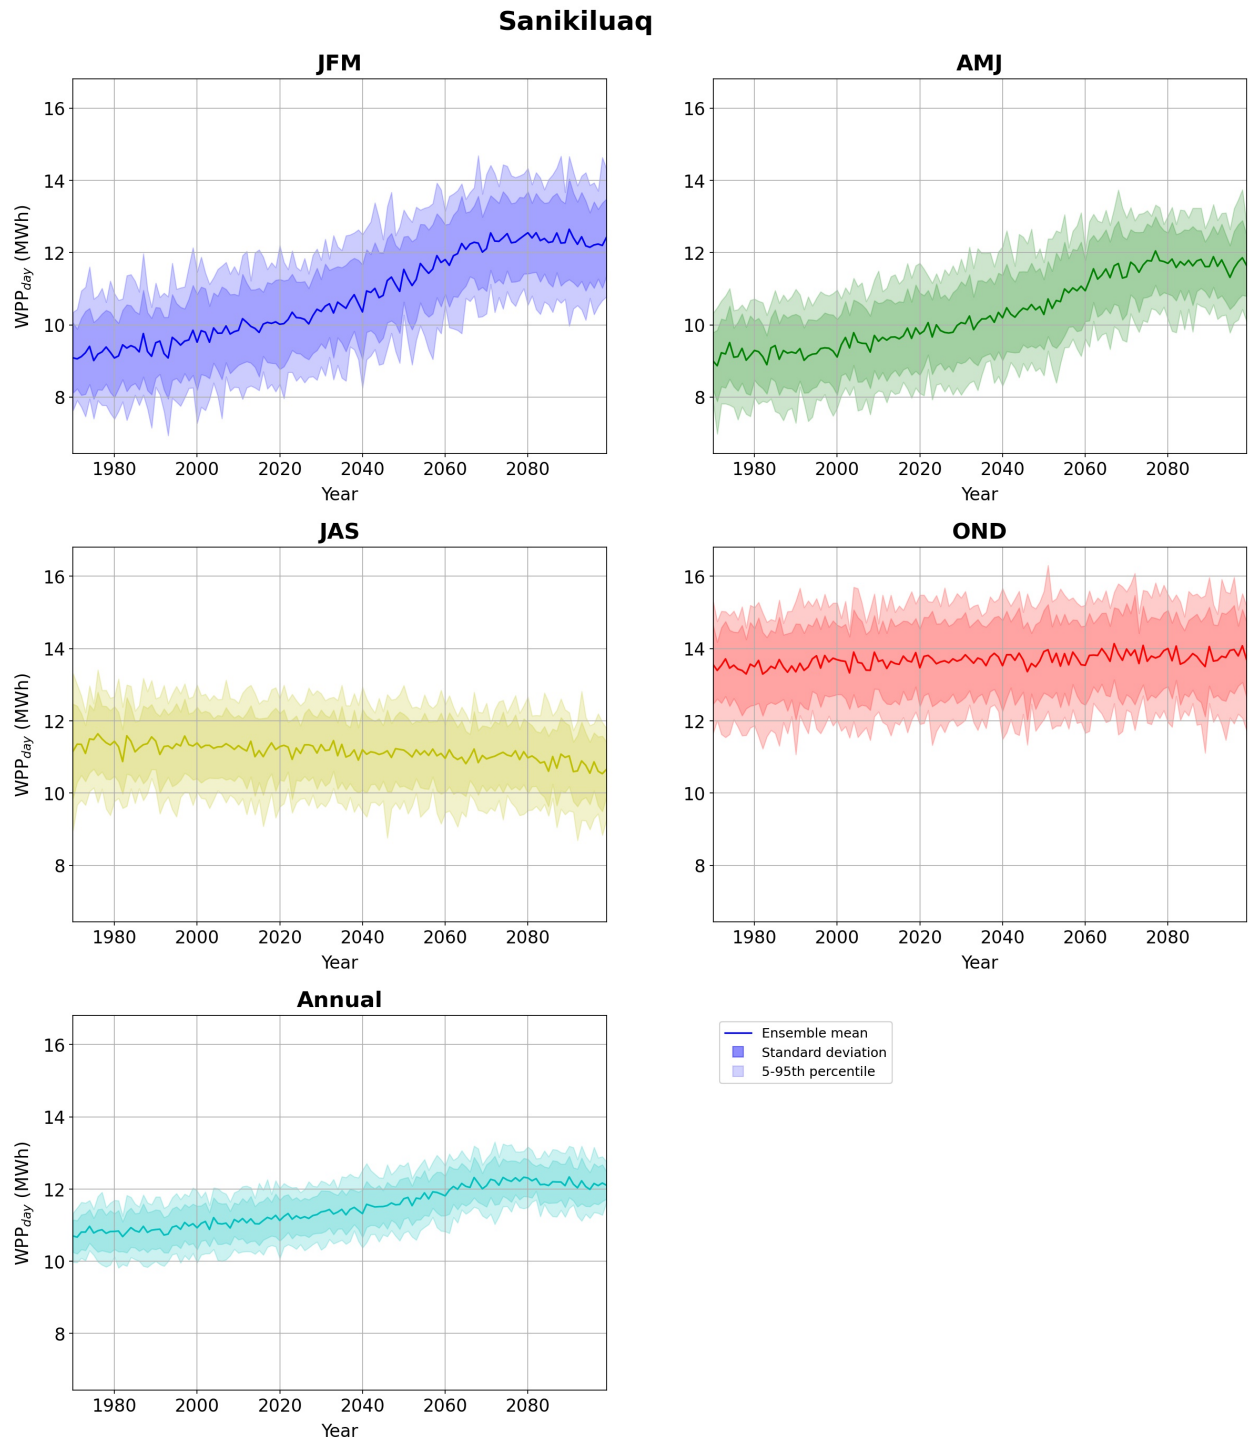 Sanikiluaq
JFM
AMJ
16
14
12
10
8
WPP_day (MWh)
1980 2000 2020 2040 2060 2080
Year
16
14
12
10
8
1980 2000 2020 2040 2060 2080
Year
JAS
OND
16
14
12
10
8
WPP_day (MWh)
1980 2000 2020 2040 2060 2080
Year
16
14
12
10
8
1980 2000 2020 2040 2060 2080
Year
Annual
16
14
12
10
8
WPP_day (MWh)
1980 2000 2020 2040 2060 2080
Year
Ensemble mean
Standard deviation
5-95th percentile